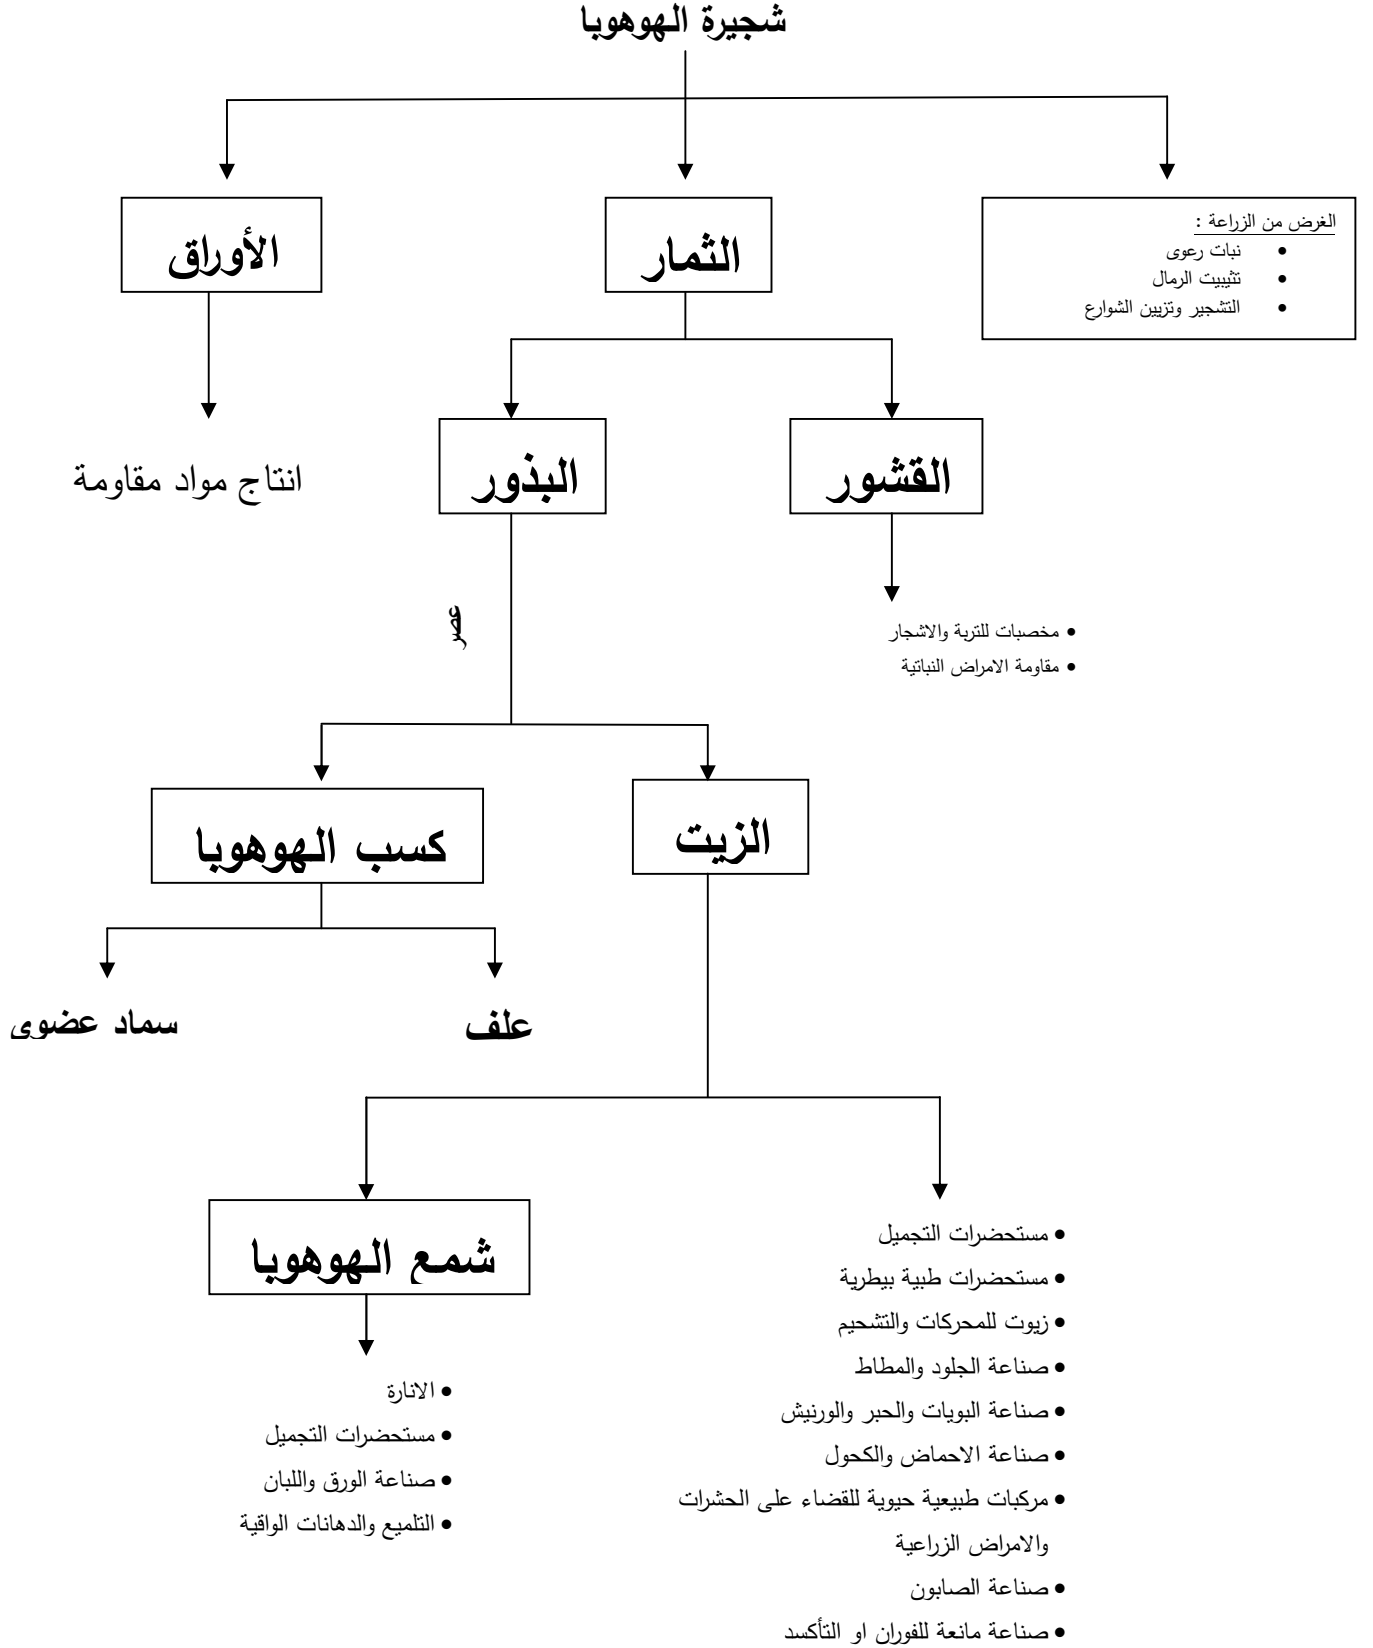 شجيرة الهوهوبا
الغرض من الزراعة :
• نبات رعوى
• تثيبيت الرمال
• التشجير وتزيين الشوارع
الثمار
الأوراق
القشور
البذور
انتاج مواد مقاومة
• مخصبات للتربة والاشجار
• مقاومة الامراض النباتية
عصر
الزيت
كسب الهوهوبا
علف
سماد عضوى
• مستحضرات التجميل
• مستحضرات طبية بيطرية
• زيوت للمحركات والتشحيم
• صناعة الجلود والمطاط
• صناعة البويات والحبر والورنيش
• صناعة الاحماض والكحول
• مركبات طبيعية حيوية للقضاء على الحشرات
والامراض الزراعية
• صناعة الصابون
• صناعة مانعة للفوران او التأكسد
شمع الهوهوبا
• الانارة
• مستحضرات التجميل
• صناعة الورق واللبان
• التلميع والدهانات الواقية